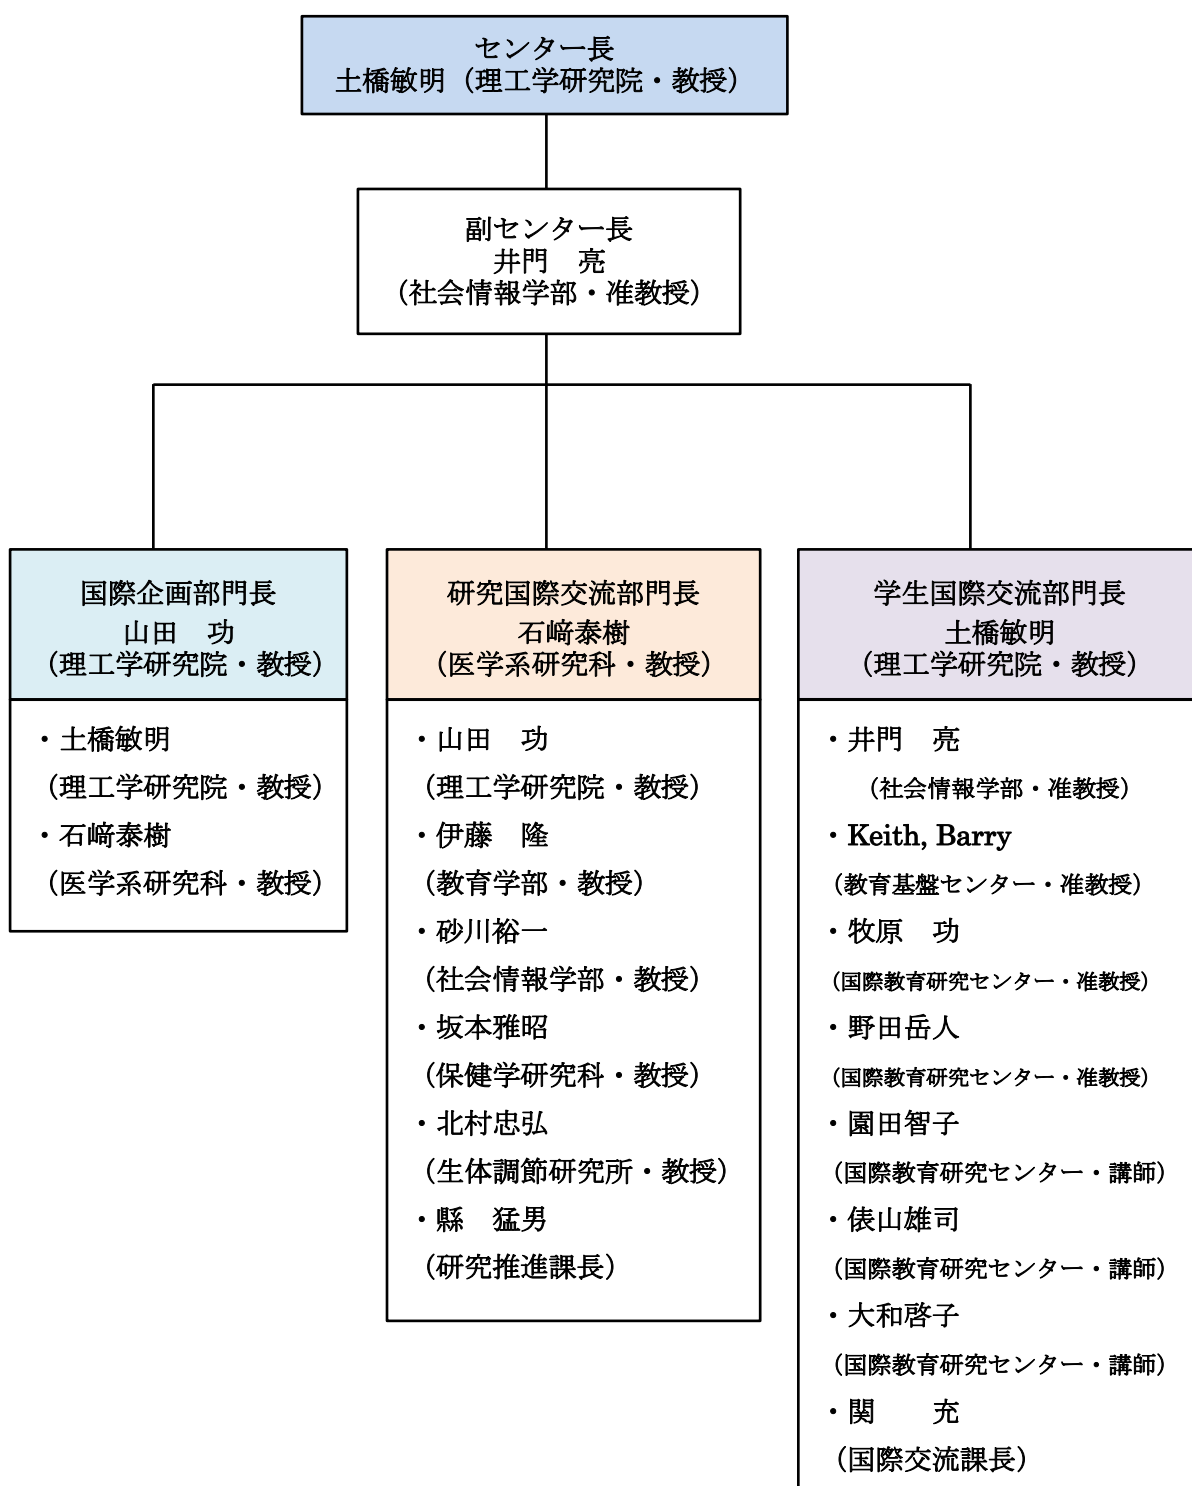 センター長
土橋敏明（理工学研究院・教授）
副センター長
井門　亮
（社会情報学部・准教授）
国際企画部門長
山田　功
（理工学研究院・教授）
・土橋敏明
（理工学研究院・教授）
・石﨑泰樹
（医学系研究科・教授）
研究国際交流部門長
石﨑泰樹
（医学系研究科・教授）
・山田　功
（理工学研究院・教授）
・伊藤　隆
（教育学部・教授）
・砂川裕一
（社会情報学部・教授）
・坂本雅昭
（保健学研究科・教授）
・北村忠弘
（生体調節研究所・教授）
・縣　猛男
（研究推進課長）
学生国際交流部門長
土橋敏明
（理工学研究院・教授）
・井門　亮
（社会情報学部・准教授）
・Keith, Barry
（教育基盤センター・准教授）
・牧原　功
（国際教育研究センター・准教授）
・野田岳人
（国際教育研究センター・准教授）
・園田智子
（国際教育研究センター・講師）
・俵山雄司
（国際教育研究センター・講師）
・大和啓子
（国際教育研究センター・講師）
・関　　充
（国際交流課長）